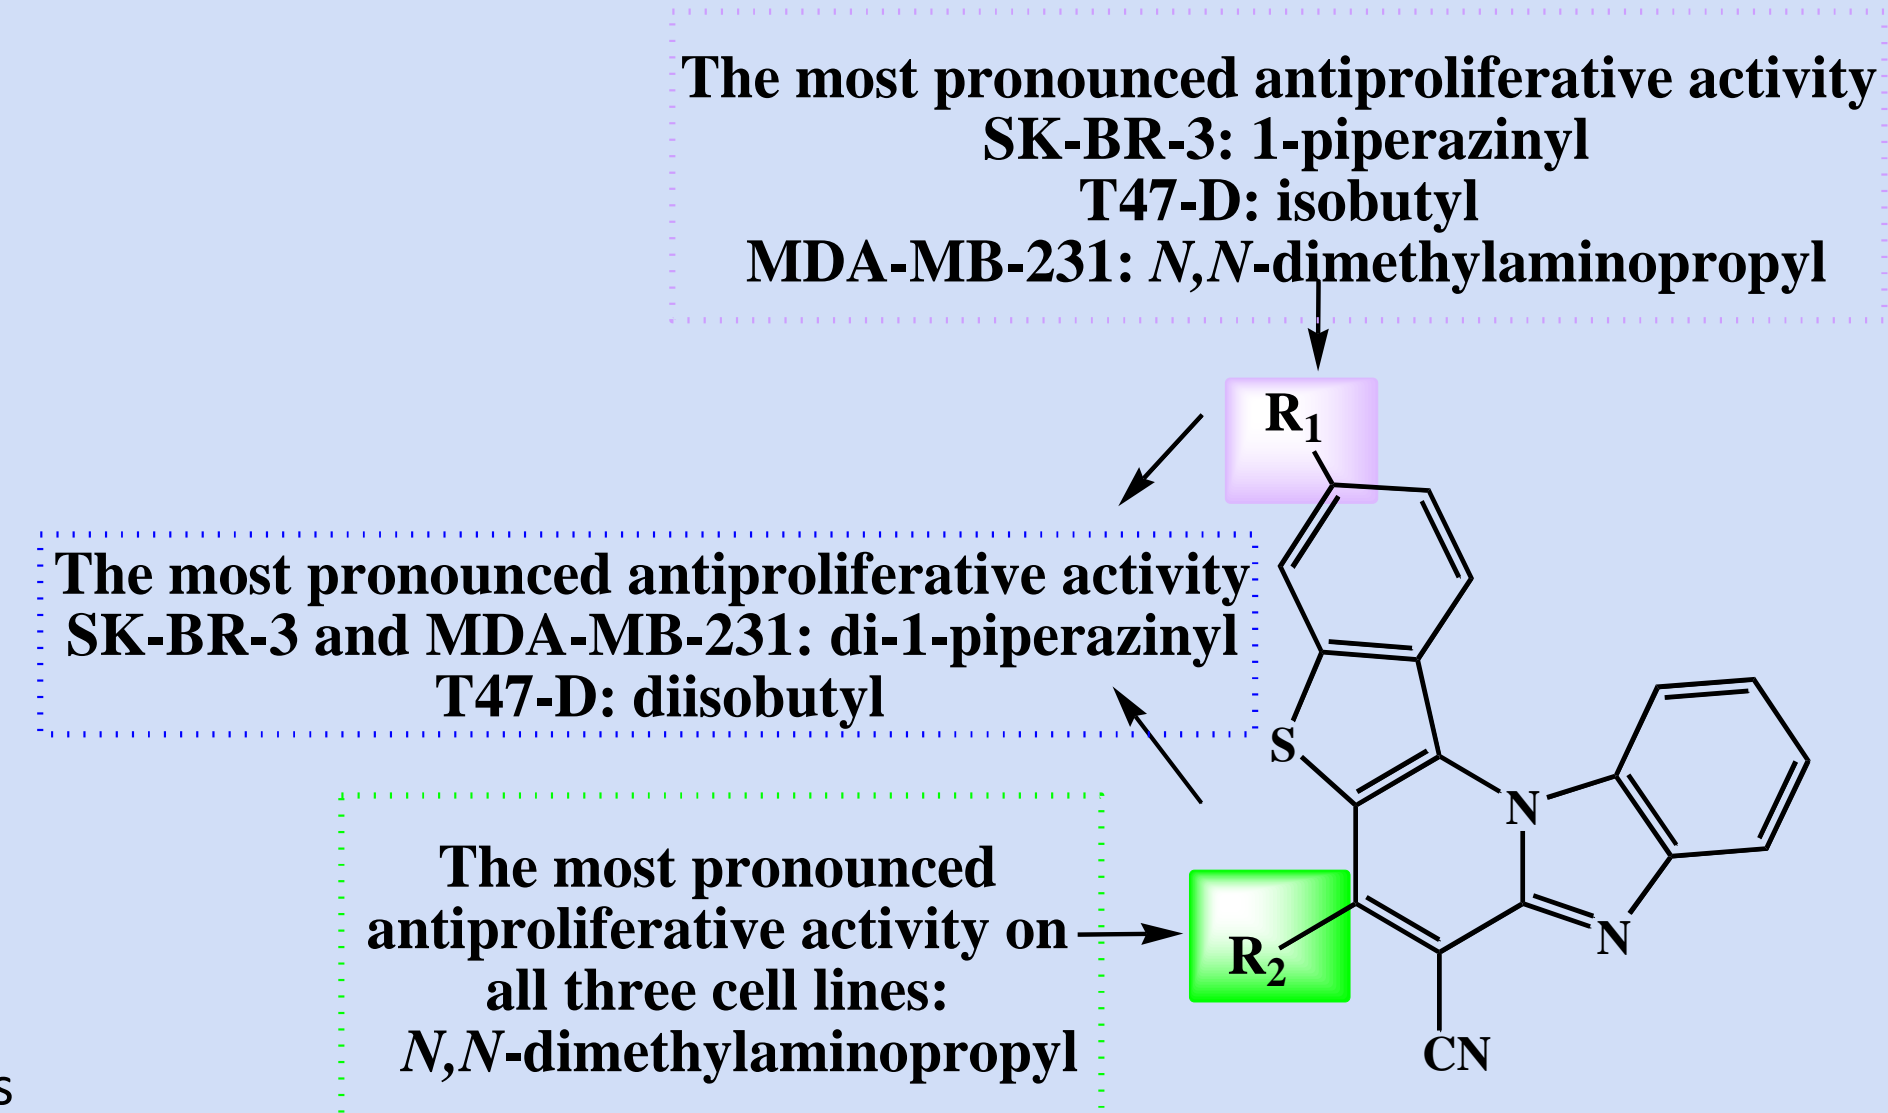 The most pronounced antiproliferative activity
SK-BR-3: 1-piperazinyl
T47-D: isobutyl
MDA-MB-231: N,N-dimethylaminopropyl
R1
The most pronounced antiproliferative activity
SK-BR-3 and MDA-MB-231: di-1-piperazinyl
T47-D: diisobutyl
S
N
The most pronounced
antiproliferative activity on
all three cell lines:
N,N-dimethylaminopropyl
R2
N
CN
s